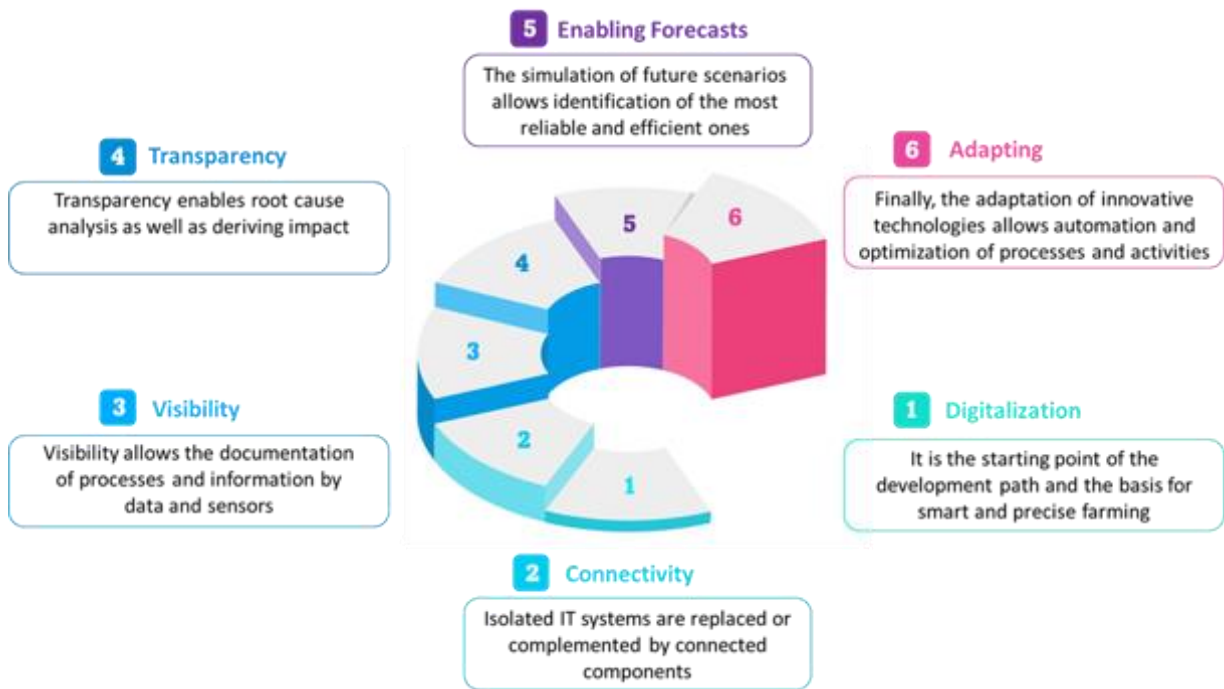 5 Enabling Forecasts
The simulation of future scenarios
allows identification of the most
reliable and efficient ones
4 Transparency
Transparency enables root cause
analysis as well as deriving impact
6 Adapting
Finally, the adaptation of innovative
technologies allows automation and
optimization of processes and activities
5
6
4
3
2
1
3 Visibility
Visibility allows the documentation
of processes and information by
data and sensors
1 Digitalization
It is the starting point of the
development path and the basis for
smart and precise farming
2 Connectivity
Isolated IT systems are replaced or
complemented by connected
components